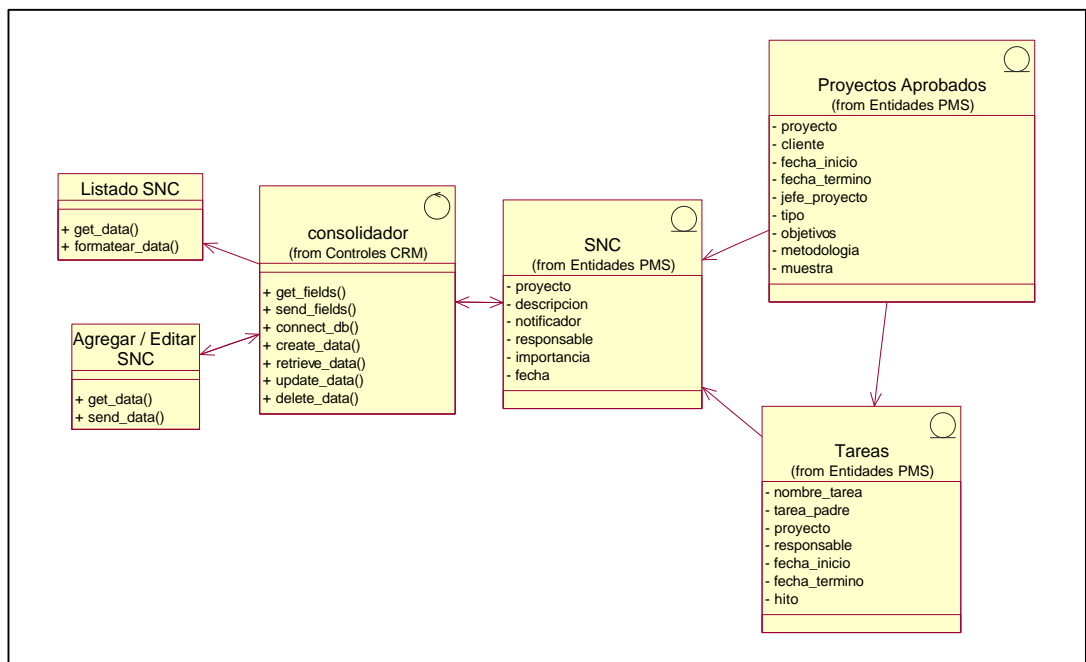 Listado SNC
+ get_data()
+ formatear_data()
Agregar / Editar
SNC
+ get_data()
+ send_data()
consolidador
(from Controles CRM)
+ get_fields()
+ send_fields()
+ connect_db()
+ create_data()
+ retrieve_data()
+ update_data()
+ delete_data()
SNC
(from Entidades PMS)
- proyecto
- descripcion
- notificador
- responsable
- importancia
- fecha
Proyectos Aprobados
(from Entidades PMS)
- proyecto
- cliente
- fecha_inicio
- fecha_termino
- jefe_proyecto
- tipo
- objetivos
- metodologia
- muestra
Tareas
(from Entidades PMS)
- nombre_tarea
- tarea_padre
- proyecto
- responsable
- fecha_inicio
- fecha_termino
- hito